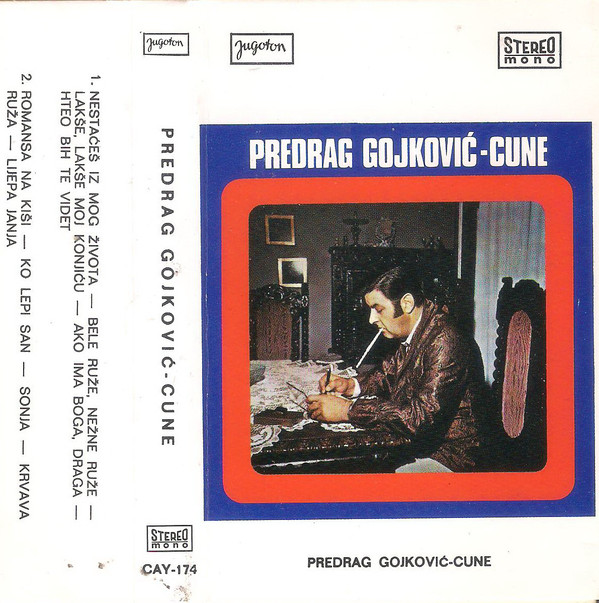 1. NESTAĆEŠ IZ MOG ŽIVOTA — BELE RUŽE, NEŽNE RUŽE —
LAKŠE, LAKŠE MOJ KONJIĆU — AKO IMA BOGA, DRAGA —
HTEO BIH TE VIDET
2. ROMANSA NA KIŠI — KO LEPI SAN — SONJA — KRVAVA
RUŽA — LIJEPA JANJA
Jugoton
PREDRAG GOJKOVIĆ-CUNE
STEREO
mono
CAY-174
Jugoton
STEREO
mono
PREDRAG GOJKOVIĆ-CUNE
PREDRAG GOJKOVIĆ-CUNE